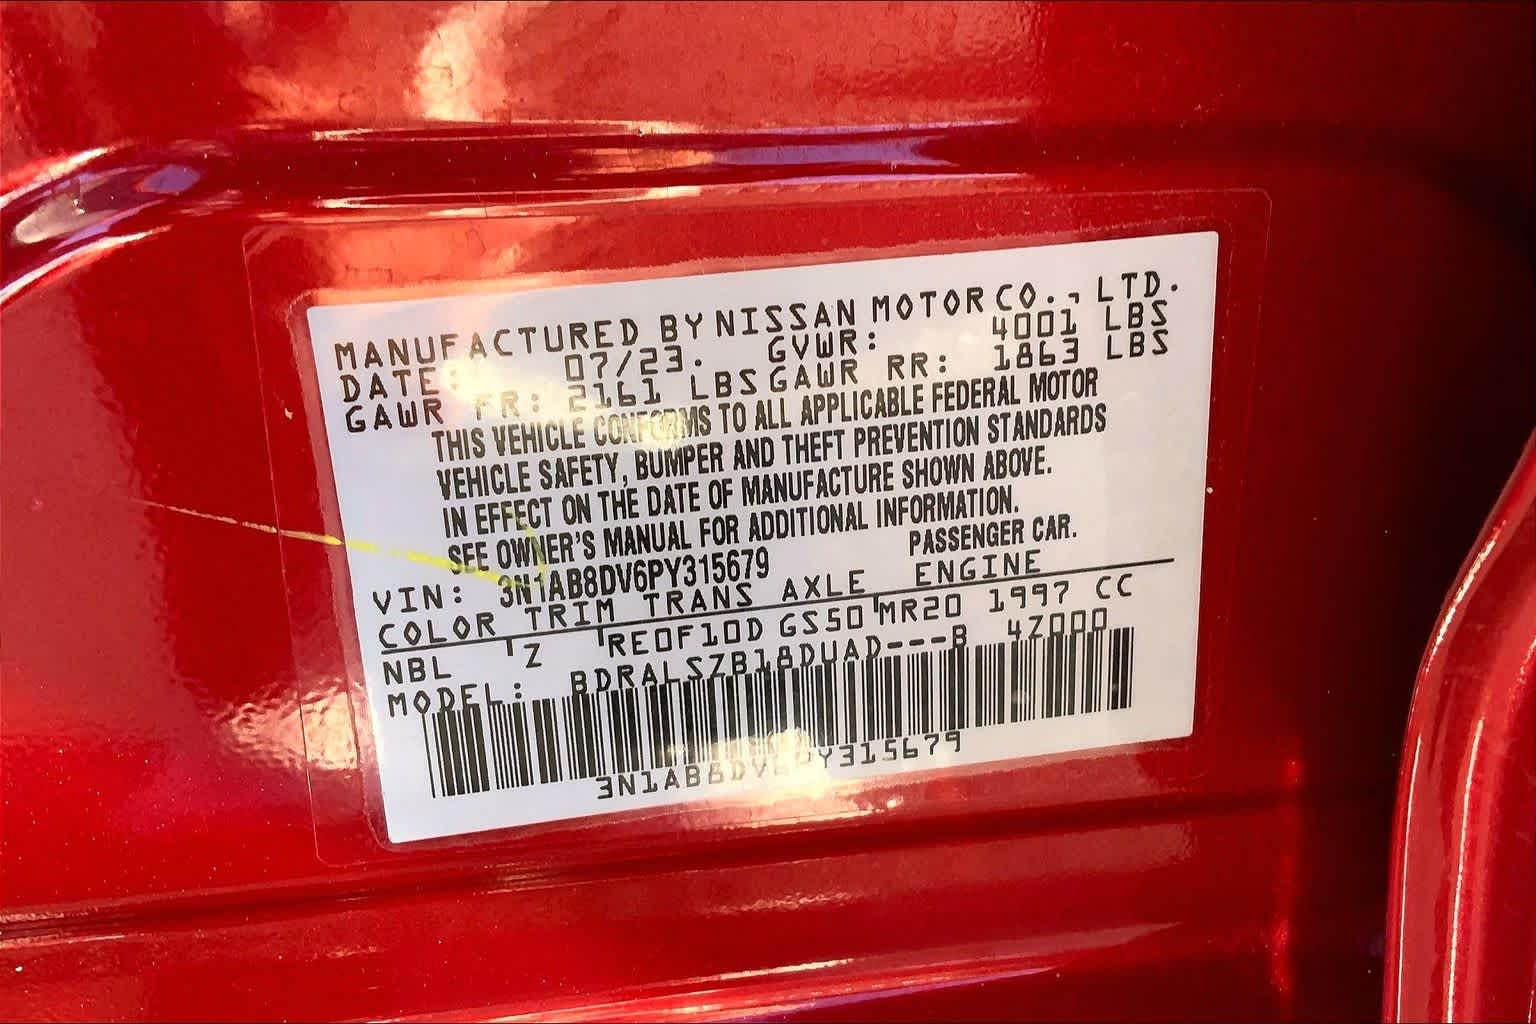 MANUFACTURED BY NISSAN MOTOR CO., LTD.
DATE: 07/23. GVWR: 4001 LBS
GAWR FR: 2161 LBS GAWR RR: 1863 LBS
THIS VEHICLE CONFORMS TO ALL APPLICABLE FEDERAL MOTOR
VEHICLE SAFETY, BUMPER AND THEFT PREVENTION STANDARDS
IN EFFECT ON THE DATE OF MANUFACTURE SHOWN ABOVE.
SEE OWNER'S MANUAL FOR ADDITIONAL INFORMATION.
VIN: 3N1AB8DV6PY315679 PASSENGER CAR.
COLOR TRIM TRANS AXLE ENGINE
NBL Z RE0F10D GS50 MR20 1997 CC
MODEL: BDRALSZB18DUAD---B 4Z000
3N1AB8DV6PY315679